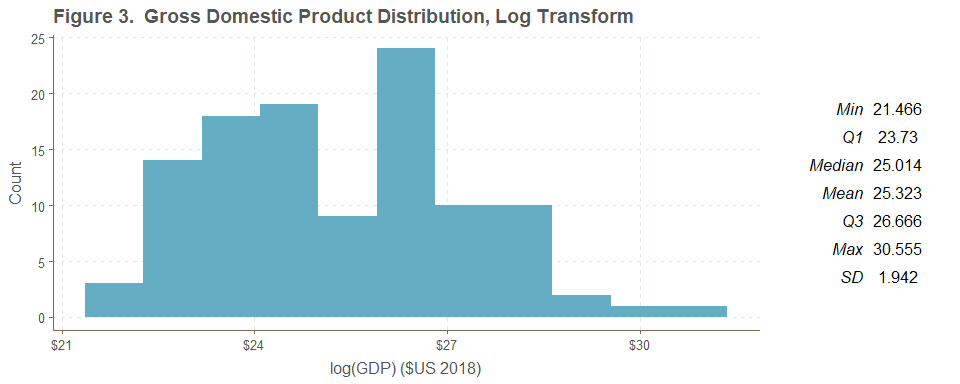 Figure 3.  Gross Domestic Product Distribution, Log Transform
25
20
15
10
5
0
Count
$21
$24
$27
$30
log(GDP) ($US 2018)
Min 21.466
Q1 23.73
Median 25.014
Mean 25.323
Q3 26.666
Max 30.555
SD 1.942